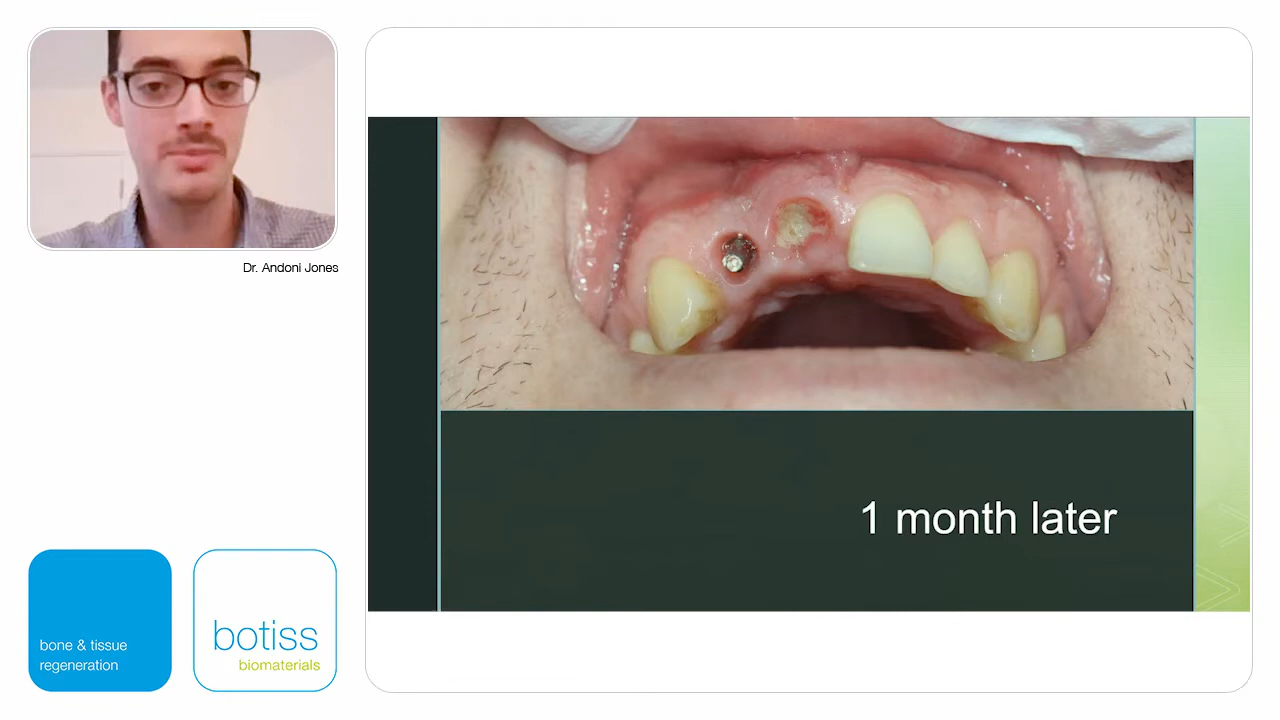 Dr. Andoni Jones
1 month later
bone & tissue
regeneration
botiss
biomaterials